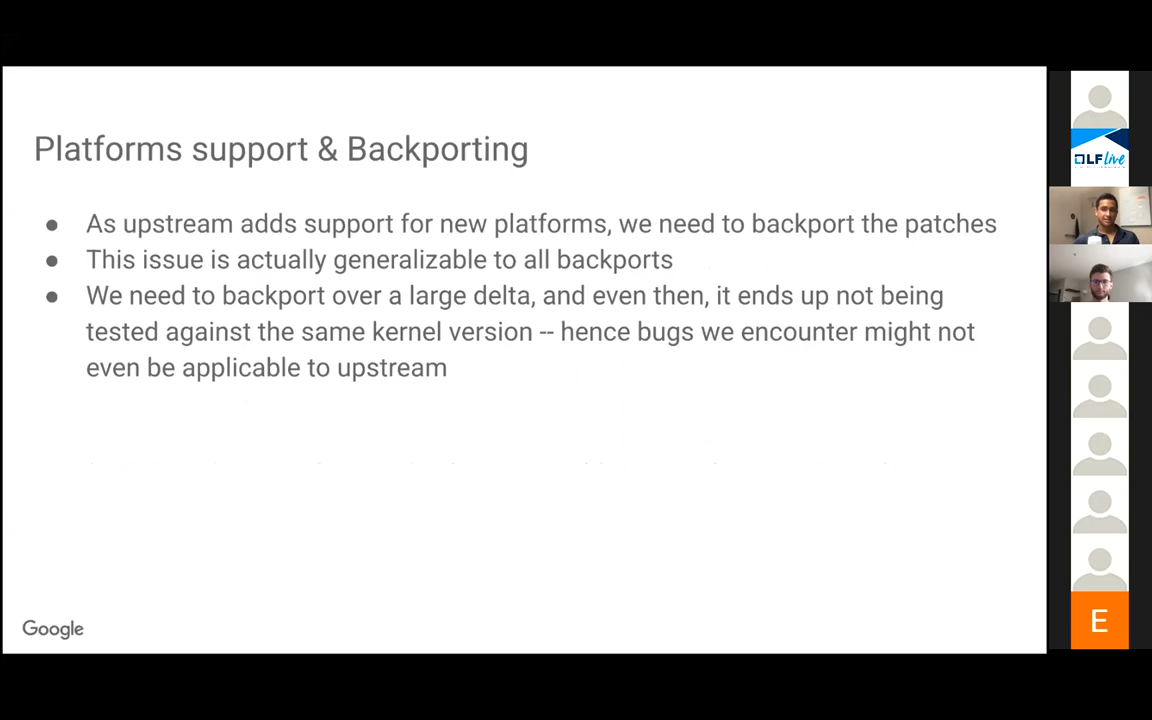 Platforms support & Backporting
● As upstream adds support for new platforms, we need to backport the patches
● This issue is actually generalizable to all backports
● We need to backport over a large delta, and even then, it ends up not being
tested against the same kernel version -- hence bugs we encounter might not
even be applicable to upstream
Google
LF Live
E